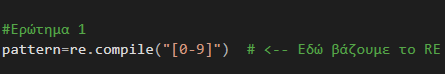 #Ερώτημα 1
pattern=re.compile("[0-9]")  # <-- Εδώ βάζουμε το RE